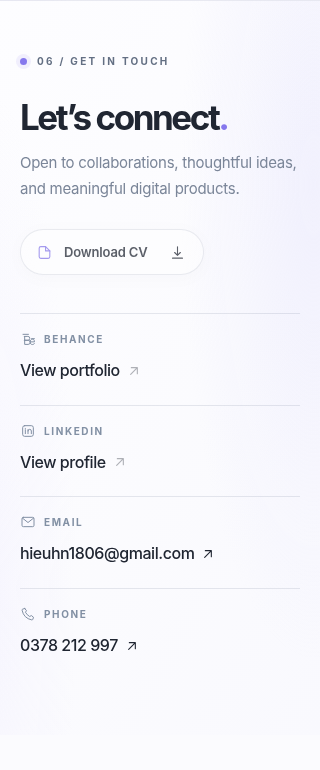 06 / GET IN TOUCH
Let’s connect.
Open to collaborations, thoughtful ideas,
and meaningful digital products.
Download CV
BEHANCE
View portfolio
LINKEDIN
View profile
EMAIL
hieuhn1806@gmail.com
PHONE
0378 212 997